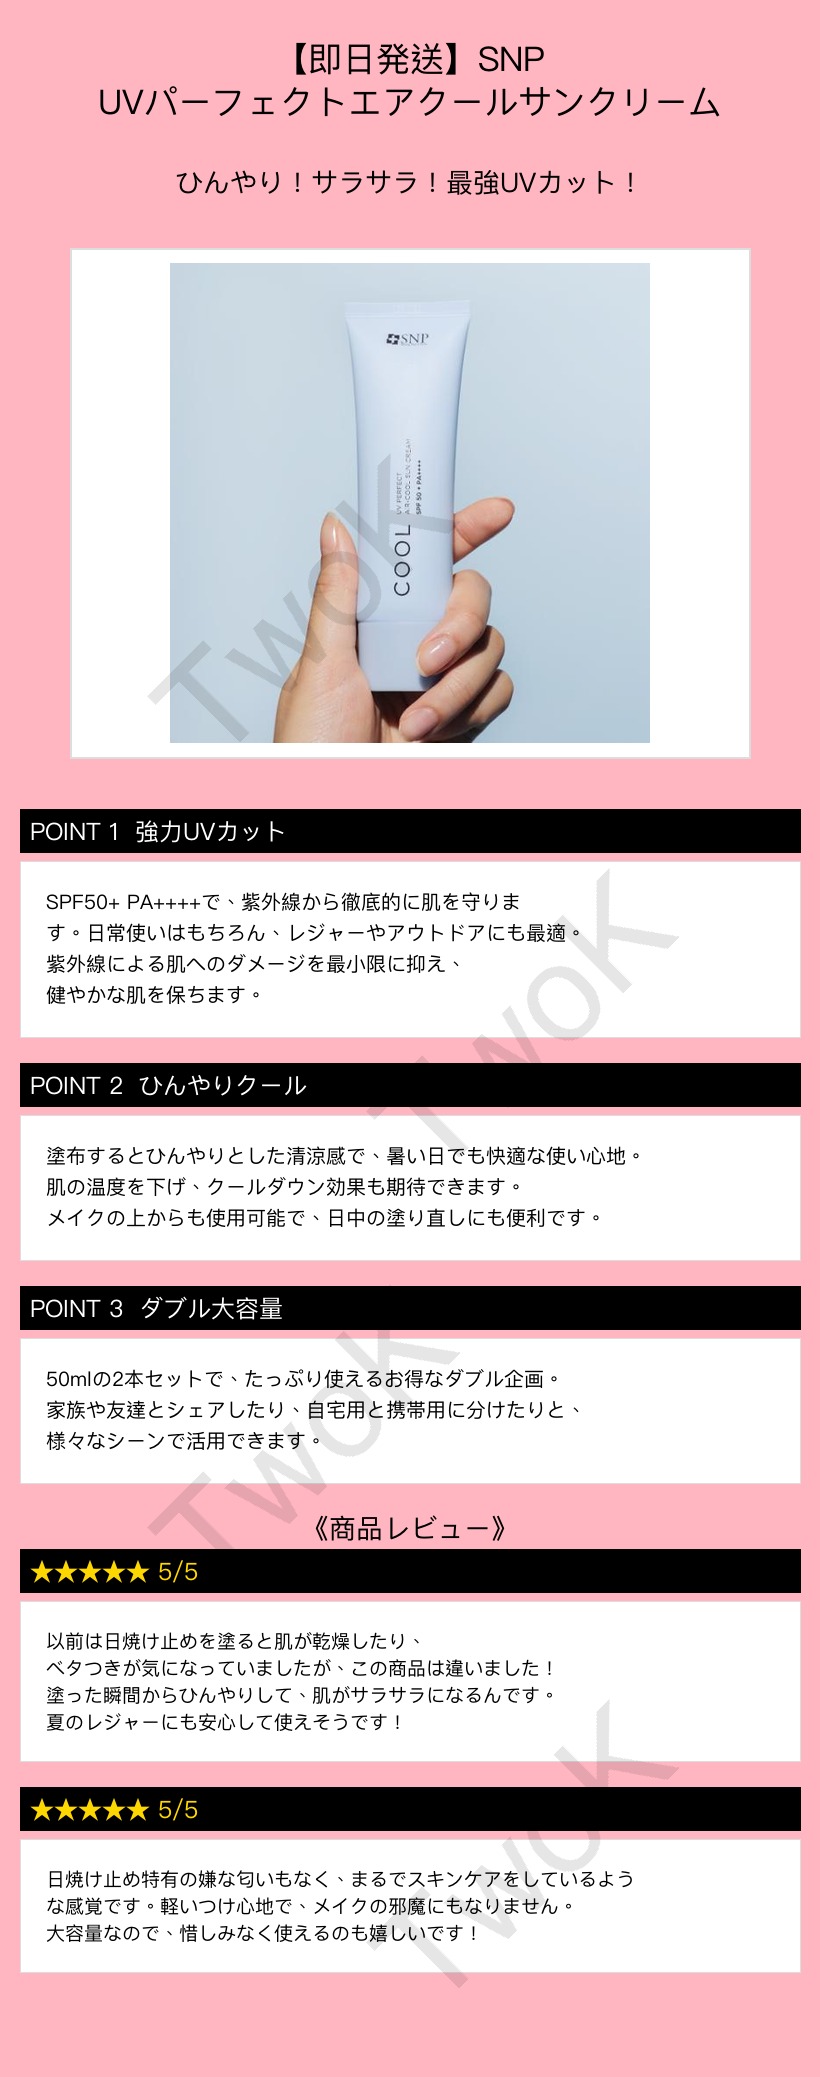 【即日発送】SNP
UVパーフェクトエアクールサンクリーム
ひんやり！サラサラ！最強UVカット！
SNP
COOL
UV PERFECT
AIR-COOL SUN CREAM
SPF 50+ PA++++
TwoK
POINT 1 強力UVカット
SPF50+ PA++++で、紫外線から徹底的に肌を守りま
す。日常使いはもちろん、レジャーやアウトドアにも最適。
紫外線による肌へのダメージを最小限に抑え、
健やかな肌を保ちます。
TwoK
POINT 2 ひんやりクール
塗布するとひんやりとした清涼感で、暑い日でも快適な使い心地。
肌の温度を下げ、クールダウン効果も期待できます。
メイクの上からも使用可能で、日中の塗り直しにも便利です。
POINT 3 ダブル大容量
50mlの2本セットで、たっぷり使えるお得なダブル企画。
家族や友達とシェアしたり、自宅用と携帯用に分けたりと、
様々なシーンで活用できます。
TwoK
《商品レビュー》
★★★★★ 5/5
以前は日焼け止めを塗ると肌が乾燥したり、
ベタつきが気になっていましたが、この商品は違いました！
塗った瞬間からひんやりして、肌がサラサラになるんです。
夏のレジャーにも安心して使えそうです！
★★★★★ 5/5
日焼け止め特有の嫌な匂いもなく、まるでスキンケアをしているよう
な感覚です。軽いつけ心地で、メイクの邪魔にもなりません。
大容量なので、惜しみなく使えるのも嬉しいです！
TwoK